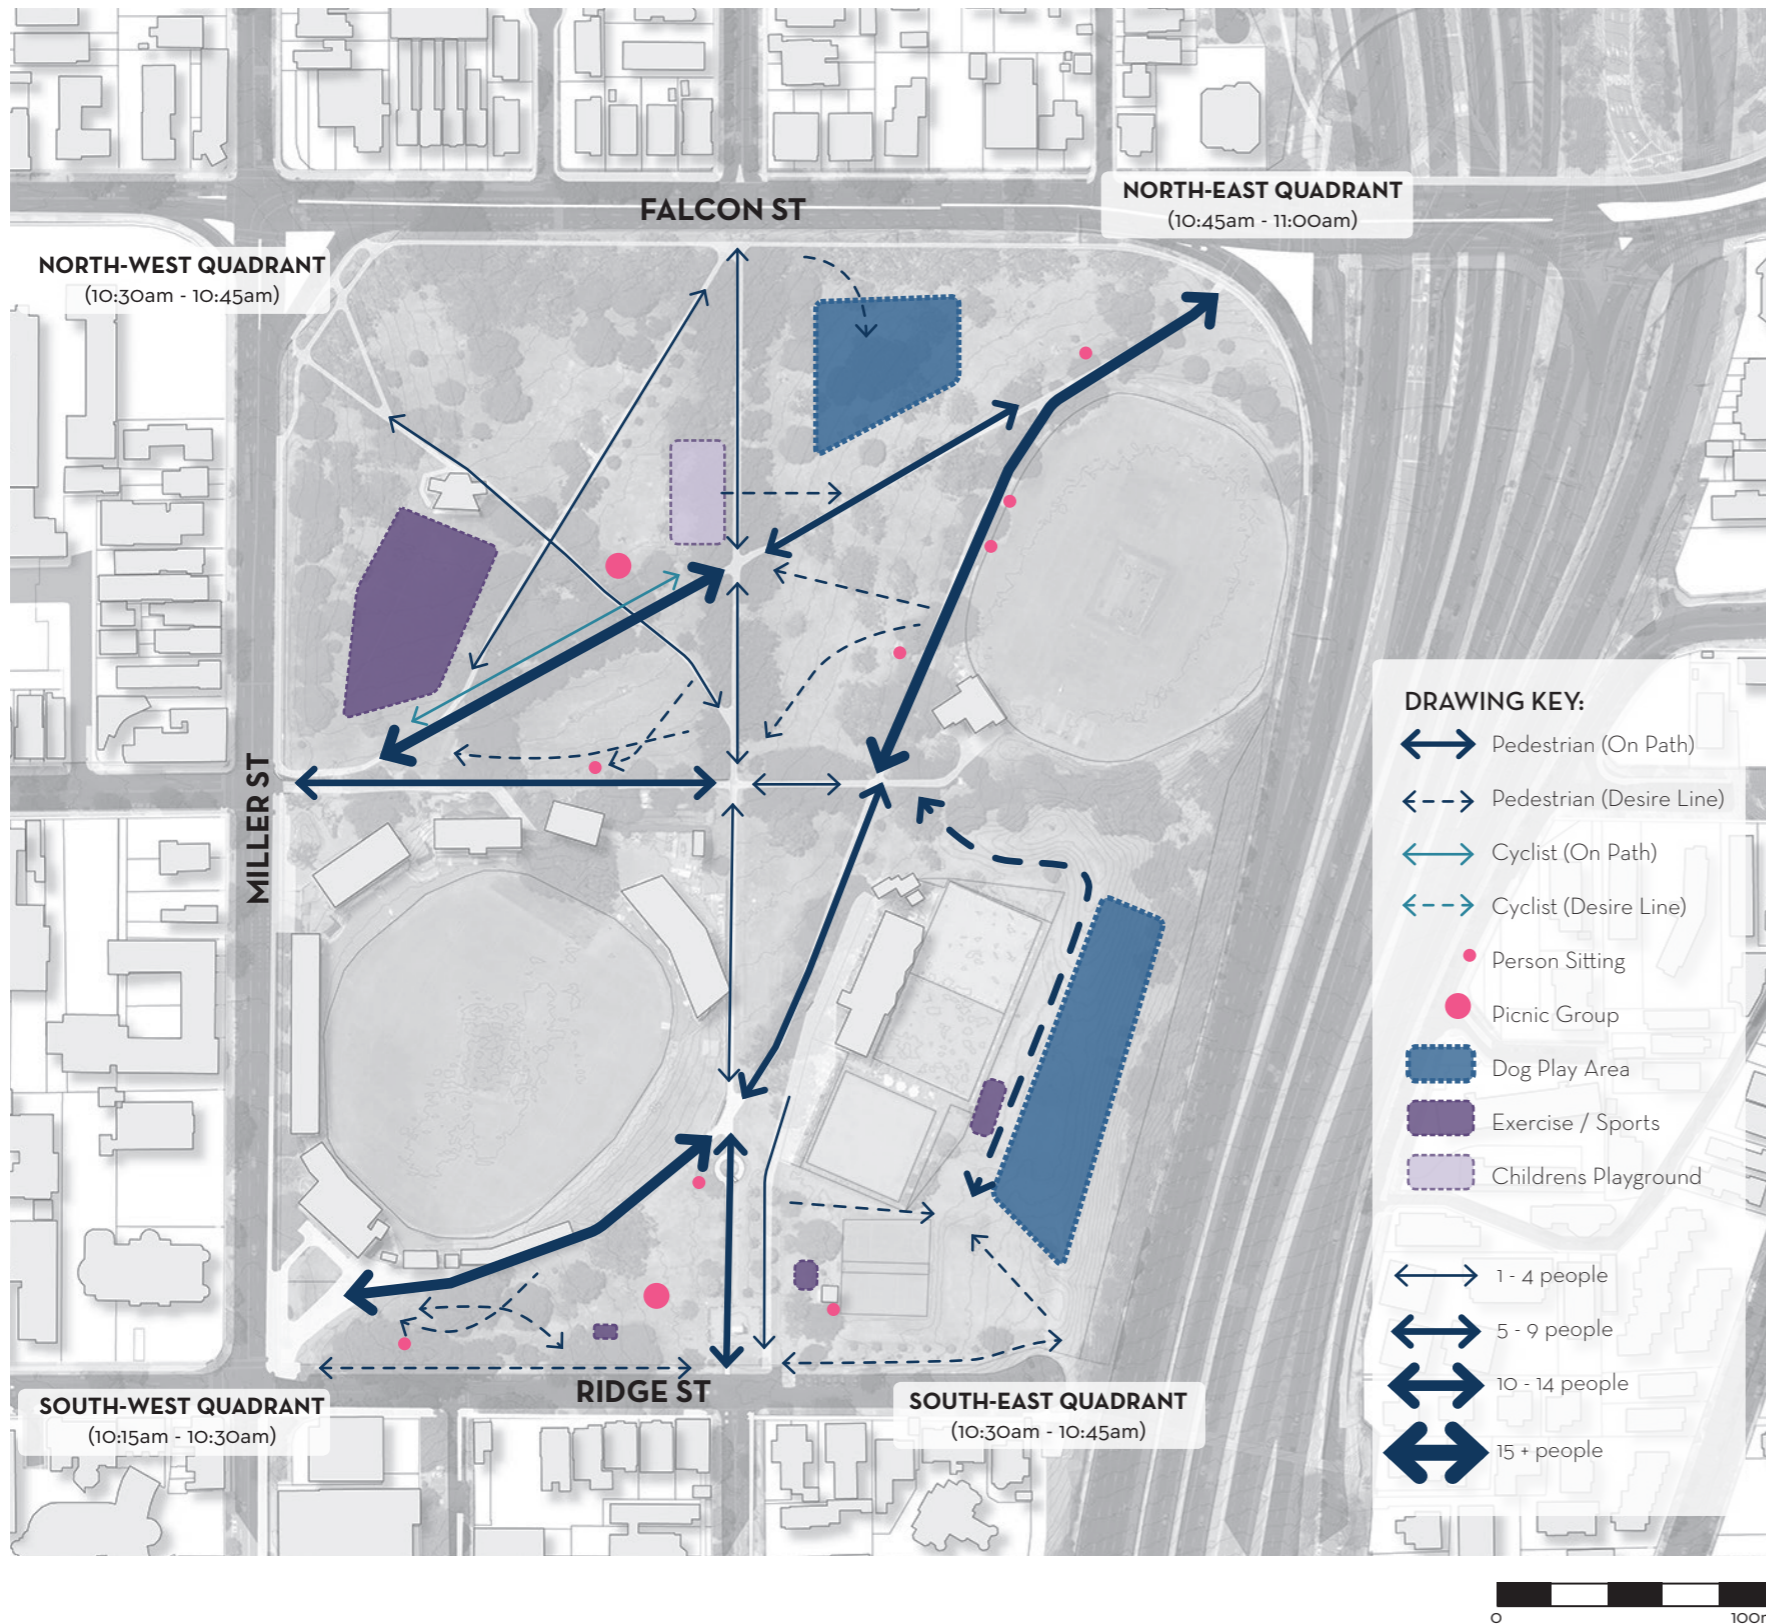 FALCON ST
NORTH-EAST QUADRANT
(10:45am - 11:00am)
NORTH-WEST QUADRANT
(10:30am - 10:45am)
MILLER ST
DRAWING KEY:
Pedestrian (On Path)
Pedestrian (Desire Line)
Cyclist (On Path)
Cyclist (Desire Line)
Person Sitting
Picnic Group
Dog Play Area
Exercise / Sports
Childrens Playground
1 - 4 people
5 - 9 people
10 - 14 people
15 + people
RIDGE ST
SOUTH-WEST QUADRANT
(10:15am - 10:30am)
SOUTH-EAST QUADRANT
(10:30am - 10:45am)
0 100m